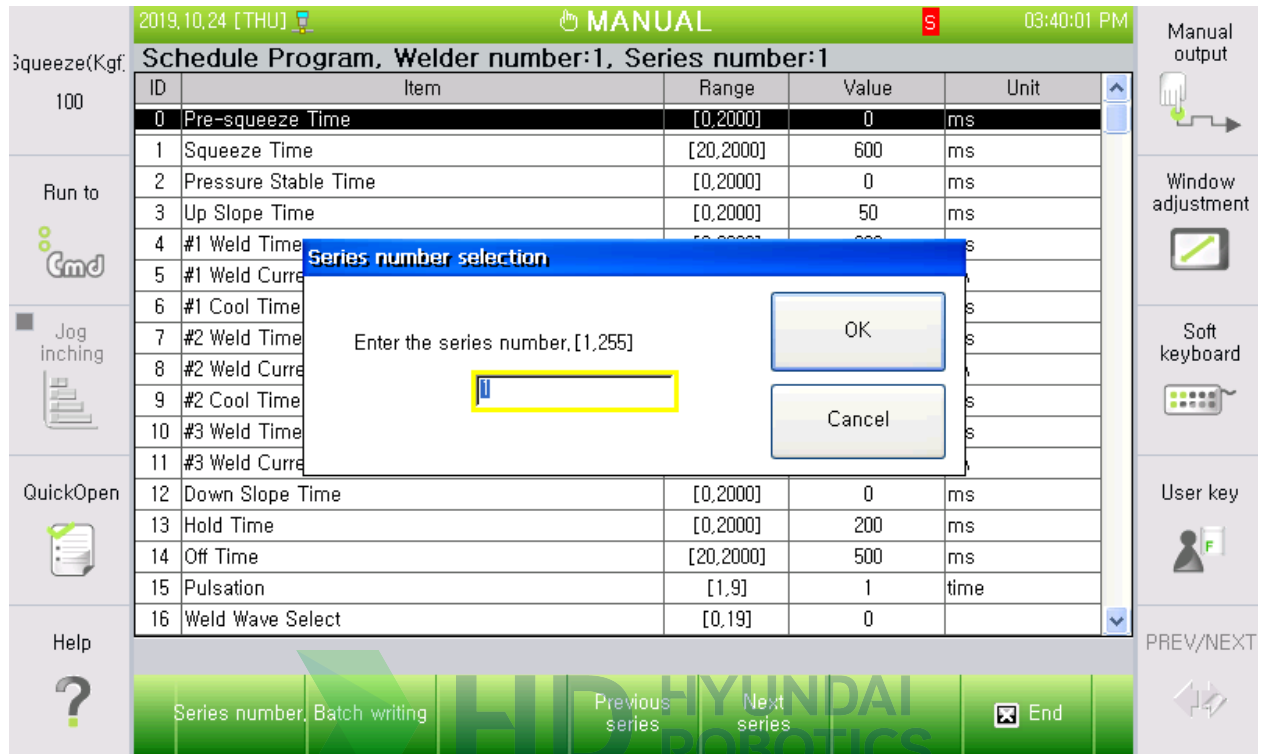 2019,10,24 [THU] MANUAL S 03:40:01 PM
Squeeze(Kgf)
100
Run to
Cmd
Jog
inching
QuickOpen
Help
Schedule Program, Welder number:1, Series number:1
ID Item Range Value Unit
0 Pre-squeeze Time [0,2000] 0 ms
1 Squeeze Time [20,2000] 600 ms
2 Pressure Stable Time [0,2000] 0 ms
3 Up Slope Time [0,2000] 50 ms
4 #1 Weld Time
5 #1 Weld Curre
6 #1 Cool Time
7 #2 Weld Time
8 #2 Weld Curre
9 #2 Cool Time
10 #3 Weld Time
11 #3 Weld Curre
12 Down Slope Time [0,2000] 0 ms
13 Hold Time [0,2000] 200 ms
14 Off Time [20,2000] 500 ms
15 Pulsation [1,9] 1 time
16 Weld Wave Select [0,19] 0
Series number selection
Enter the series number,[1,255]
1
OK
Cancel
Manual
output
Window
adjustment
Soft
keyboard
User key
F
PREV/NEXT
Series number, Batch writing
Previous
series
Next
series
End
HD HYUNDAI
ROBOTICS